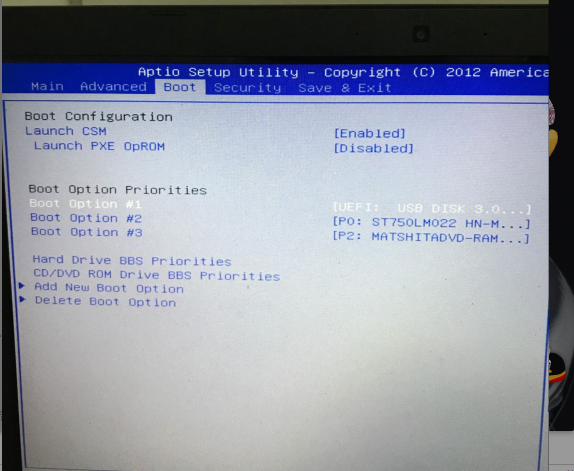 Aptio Setup Utility – Copyright (C) 2012 America
Main Advanced Boot Security Save & Exit
Boot Configuration
Launch CSM [Enabled]
Launch PXE OpROM [Disabled]
Boot Option Priorities
Boot Option #1 [UEFI: USB DISK 3.0...]
Boot Option #2 [P0: ST750LM022 HN-M...]
Boot Option #3 [P2: MATSHITADVD-RAM...]
Hard Drive BBS Priorities
CD/DVD ROM Drive BBS Priorities
Add New Boot Option
Delete Boot Option